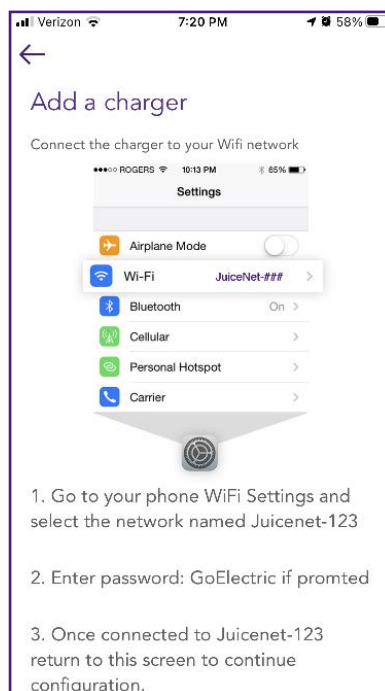 Verizon 7:20 PM 58%
Add a charger
Connect the charger to your Wifi network
ROGERS 10:13 PM 65%
Settings
Airplane Mode
Wi-Fi JuiceNet-###
Bluetooth On
Cellular
Personal Hotspot
Carrier
1. Go to your phone WiFi Settings and
select the network named Juicenet-123
2. Enter password: GoElectric if promted
3. Once connected to Juicenet-123
return to this screen to continue
configuration.